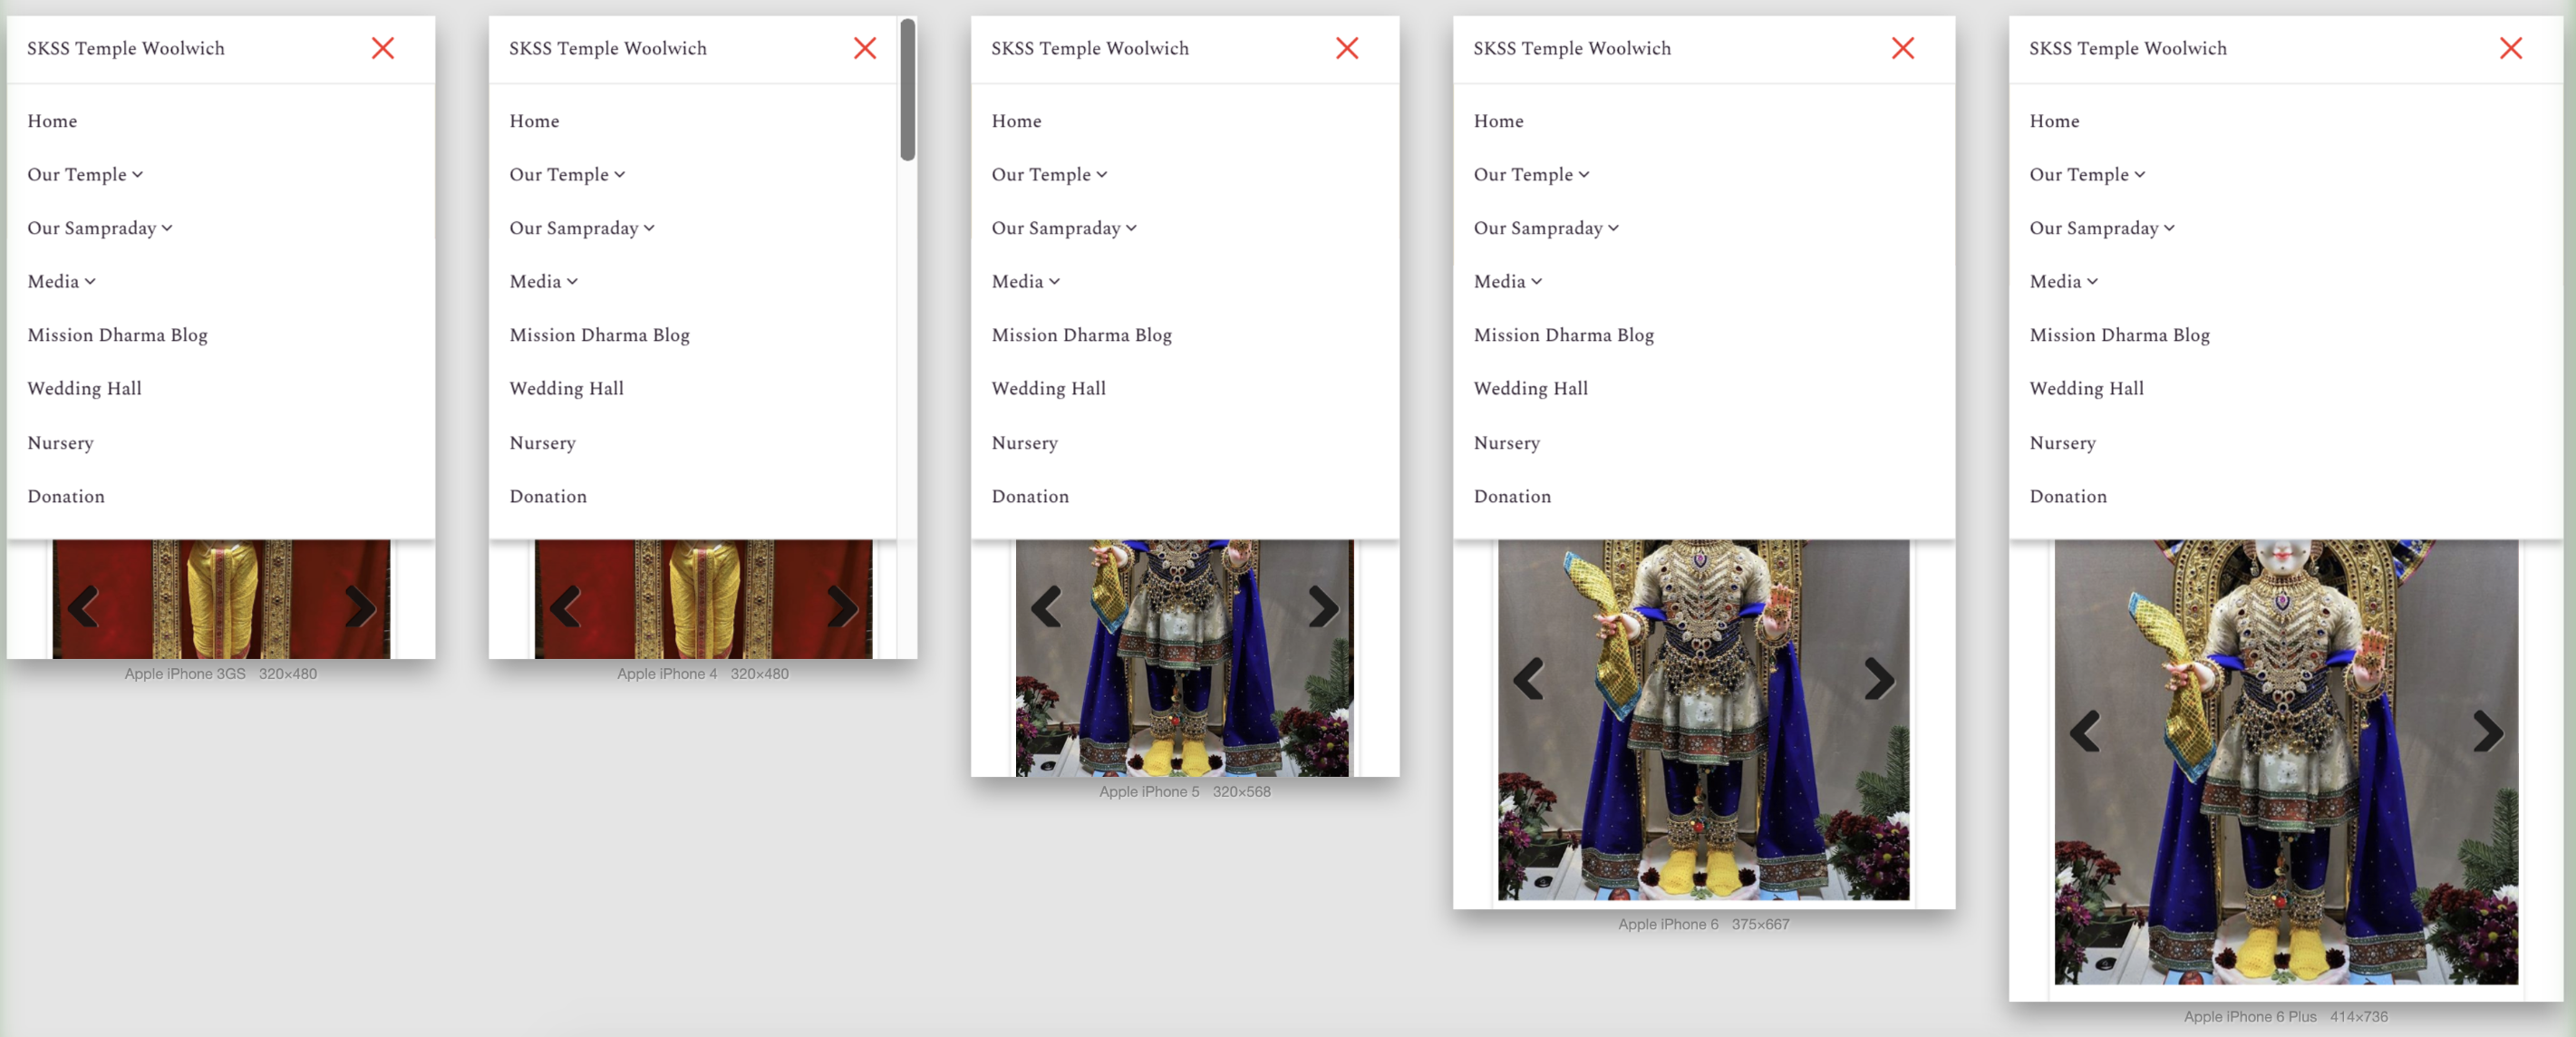 SKSS Temple Woolwich
Home
Our Temple
Our Sampraday
Media
Mission Dharma Blog
Wedding Hall
Nursery
Donation
Apple iPhone 3GS 320×480
SKSS Temple Woolwich
Home
Our Temple
Our Sampraday
Media
Mission Dharma Blog
Wedding Hall
Nursery
Donation
Apple iPhone 4 320×480
SKSS Temple Woolwich
Home
Our Temple
Our Sampraday
Media
Mission Dharma Blog
Wedding Hall
Nursery
Donation
Apple iPhone 5 320×568
SKSS Temple Woolwich
Home
Our Temple
Our Sampraday
Media
Mission Dharma Blog
Wedding Hall
Nursery
Donation
Apple iPhone 6 375×667
SKSS Temple Woolwich
Home
Our Temple
Our Sampraday
Media
Mission Dharma Blog
Wedding Hall
Nursery
Donation
Apple iPhone 6 Plus 414×736